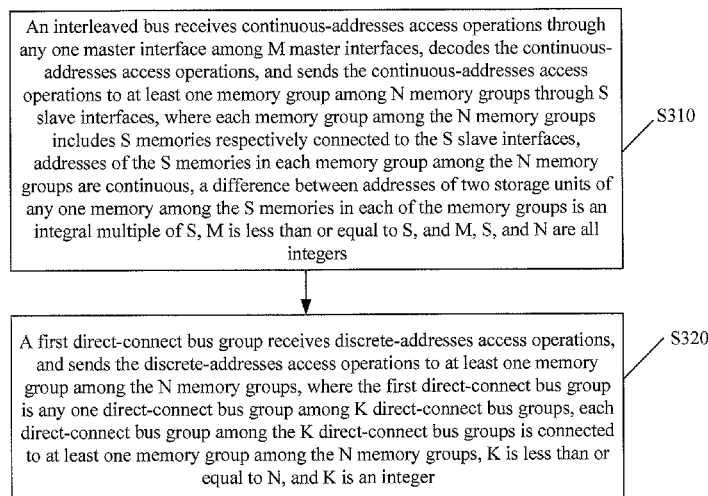 An interleaved bus receives continuous-addresses access operations through
any one master interface among M master interfaces, decodes the continuous-
addresses access operations, and sends the continuous-addresses access
operations to at least one memory group among N memory groups through S
slave interfaces, where each memory group among the N memory groups
includes S memories respectively connected to the S slave interfaces,
addresses of the S memories in each memory group among the N memory
groups are continuous, a difference between addresses of two storage units of
any one memory among the S memories in each of the memory groups is an
integral multiple of S, M is less than or equal to S, and M, S, and N are all
integers
S310
A first direct-connect bus group receives discrete-addresses access operations,
and sends the discrete-addresses access operations to at least one memory
group among the N memory groups, where the first direct-connect bus group
is any one direct-connect bus group among K direct-connect bus groups, each
direct-connect bus group among the K direct-connect bus groups is connected
to at least one memory group among the N memory groups, K is less than or
equal to N, and K is an integer
S320